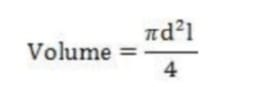 Volume = πd²l / 4